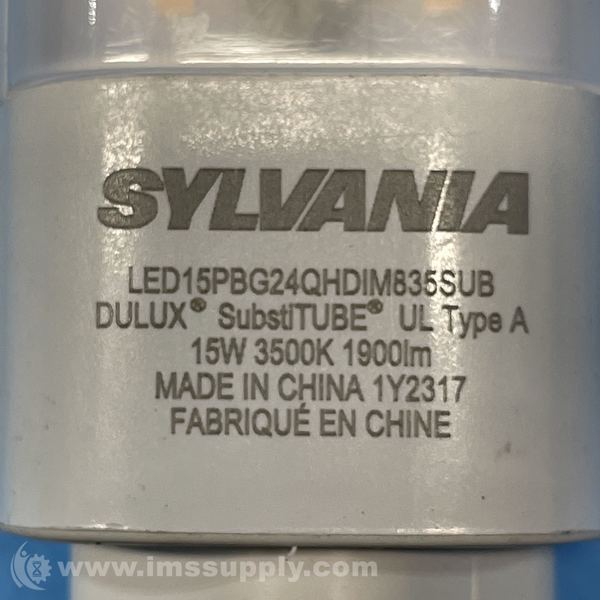 SYLVANIA
LED15PBG24QHDIM835SUB
DULUX® SubstiTUBE® UL Type A
15W 3500K 1900lm
MADE IN CHINA 1Y2317
FABRIQUÉ EN CHINE
www.imssupply.com